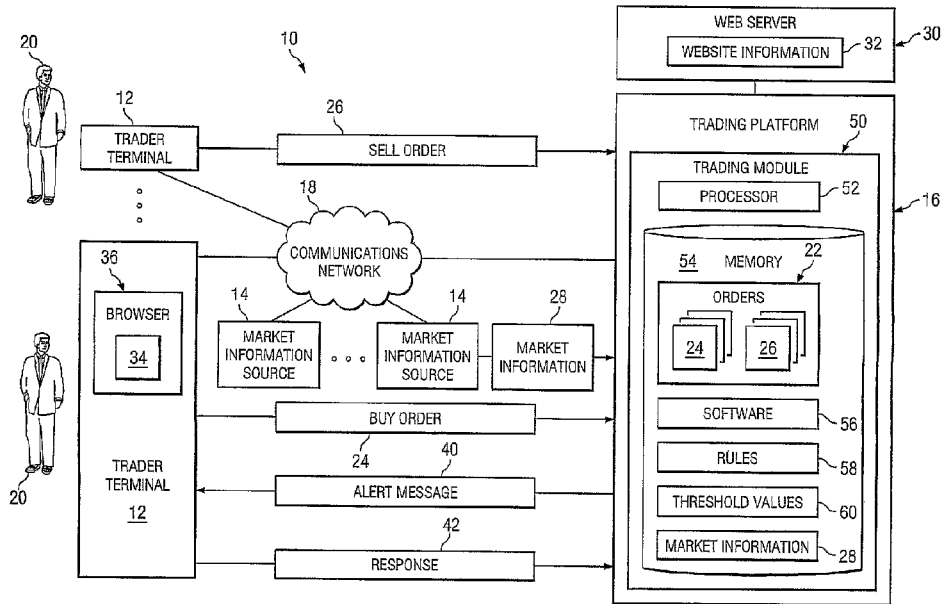 WEB SERVER
30
WEBSITE INFORMATION
32
20
10
12
TRADER
TERMINAL
26
SELL ORDER
TRADING PLATFORM
50
TRADING MODULE
PROCESSOR
52
16
18
COMMUNICATIONS
NETWORK
54
MEMORY
22
ORDERS
24
26
36
BROWSER
34
14
MARKET
INFORMATION
SOURCE
14
MARKET
INFORMATION
SOURCE
28
MARKET
INFORMATION
BUY ORDER
24
SOFTWARE
56
RULES
58
20
TRADER
TERMINAL
12
40
ALERT MESSAGE
THRESHOLD VALUES
60
42
RESPONSE
MARKET INFORMATION
28